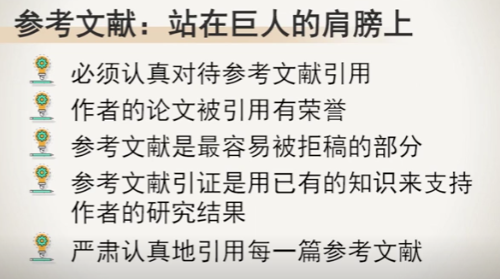 参考文献：站在巨人的肩膀上
必须认真对待参考文献引用
作者的论文被引用有荣誉
参考文献是最容易被拒稿的部分
参考文献引证是用已有的知识来支持
作者的研究结果
严肃认真地引用每一篇参考文献